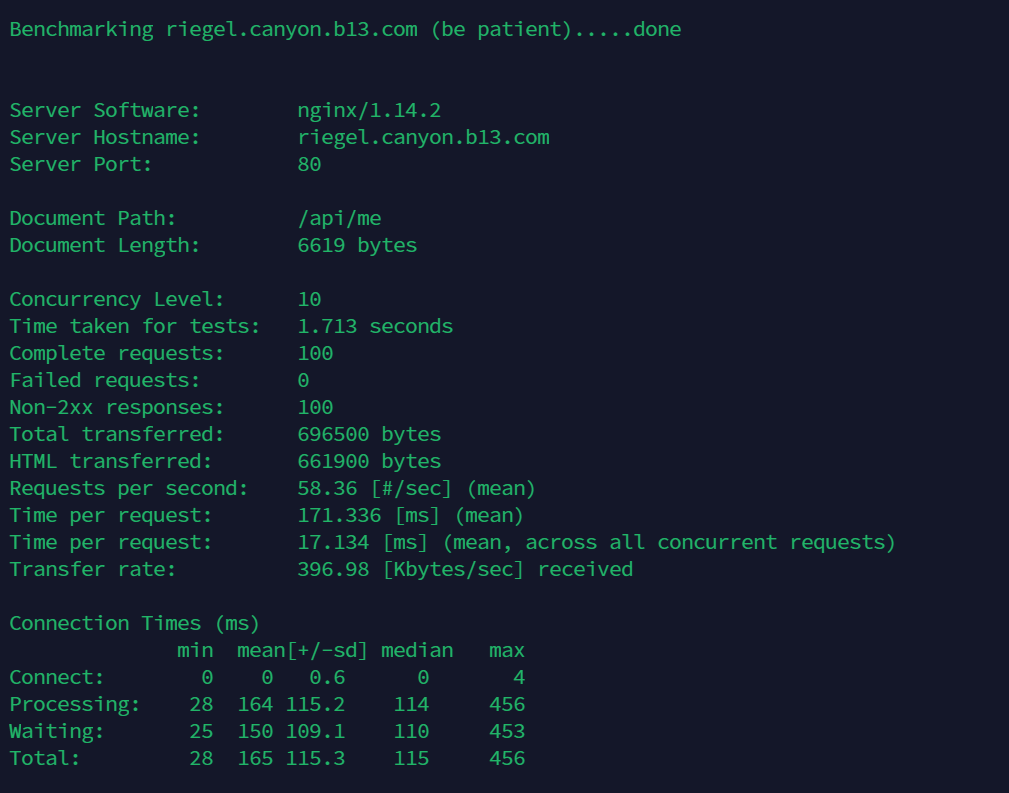 Benchmarking riegel.canyon.b13.com (be patient).....done
Server Software: nginx/1.14.2
Server Hostname: riegel.canyon.b13.com
Server Port: 80
Document Path: /api/me
Document Length: 6619 bytes
Concurrency Level: 10
Time taken for tests: 1.713 seconds
Complete requests: 100
Failed requests: 0
Non-2xx responses: 100
Total transferred: 696500 bytes
HTML transferred: 661900 bytes
Requests per second: 58.36 [#/sec] (mean)
Time per request: 171.336 [ms] (mean)
Time per request: 17.134 [ms] (mean, across all concurrent requests)
Transfer rate: 396.98 [Kbytes/sec] received
Connection Times (ms)
min mean[+/-sd] median max
Connect: 0 0 0.6 0 4
Processing: 28 164 115.2 114 456
Waiting: 25 150 109.1 110 453
Total: 28 165 115.3 115 456